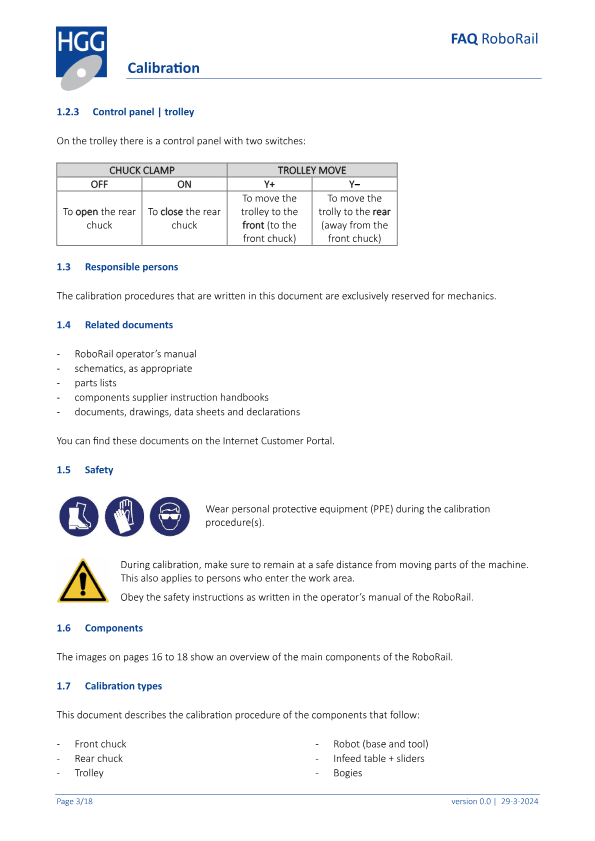 HGG
FAQ RoboRail
Calibration
1.2.3 Control panel | trolley
On the trolley there is a control panel with two switches:
CHUCK CLAMP TROLLEY MOVE
OFF ON Y+ Y–
To open the rear chuck
To close the rear chuck
To move the trolley to the front (to the front chuck)
To move the trolly to the rear (away from the front chuck)
1.3 Responsible persons
The calibration procedures that are written in this document are exclusively reserved for mechanics.
1.4 Related documents
- RoboRail operator’s manual
- schematics, as appropriate
- parts lists
- components supplier instruction handbooks
- documents, drawings, data sheets and declarations
You can find these documents on the Internet Customer Portal.
1.5 Safety
Wear personal protective equipment (PPE) during the calibration
procedure(s).
During calibration, make sure to remain at a safe distance from moving parts of the machine.
This also applies to persons who enter the work area.
Obey the safety instructions as written in the operator’s manual of the RoboRail.
1.6 Components
The images on pages 16 to 18 show an overview of the main components of the RoboRail.
1.7 Calibration types
This document describes the calibration procedure of the components that follow:
- Front chuck
- Rear chuck
- Trolley
- Robot (base and tool)
- Infeed table + sliders
- Bogies
Page 3/18
version 0.0 | 29-3-2024